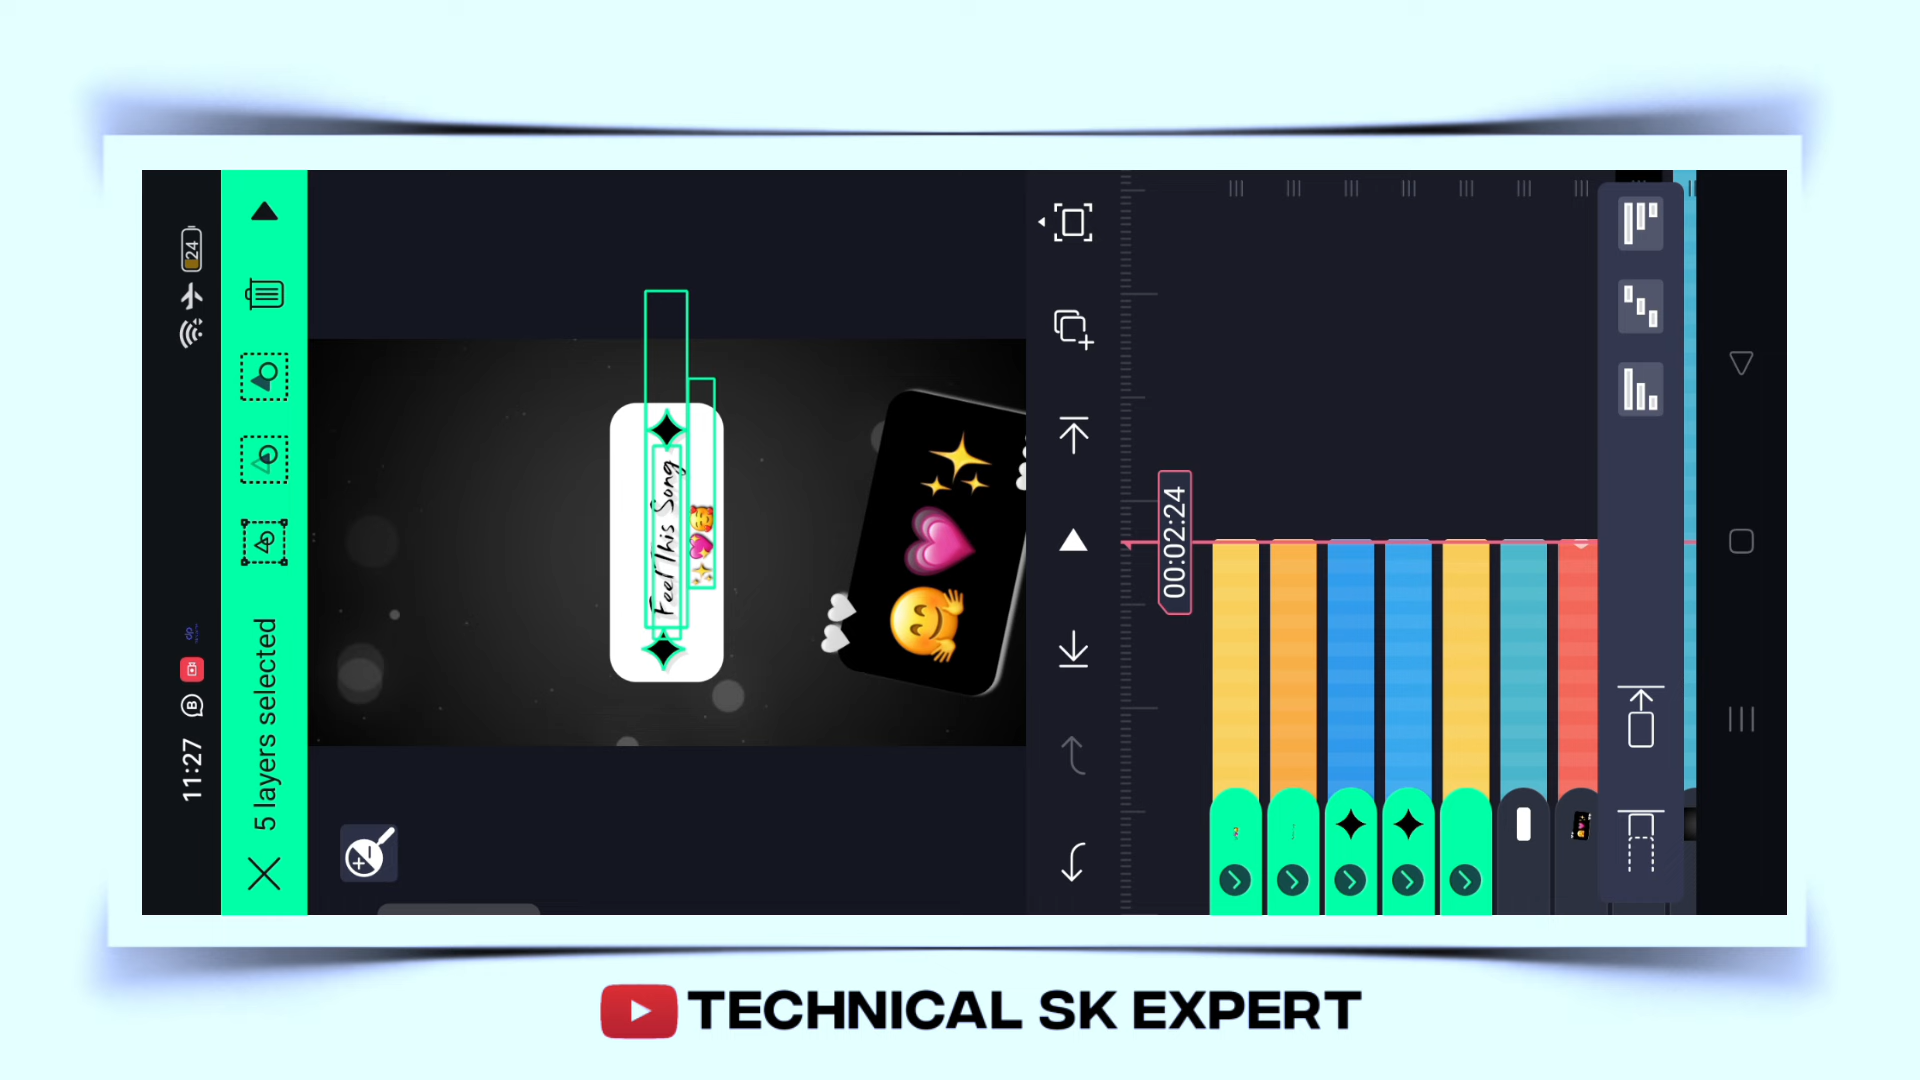 11:27
24
5 layers selected
Feel This Song
00:02:24
TECHNICAL SK EXPERT